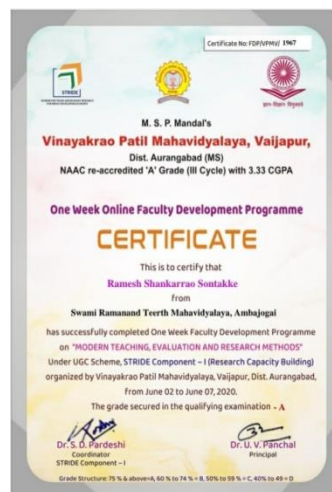 Certificate No: FDP/VPMV/ 1967
STRIDE
ज्ञान-विज्ञान विमुक्तये
M. S. P. Mandal's
Vinayakrao Patil Mahavidyalaya, Vaijapur,
Dist. Aurangabad (MS)
NAAC re-accredited 'A' Grade (III Cycle) with 3.33 CGPA
One Week Online Faculty Development Programme
CERTIFICATE
This is to certify that
Ramesh Shankarrao Sontakke
from
Swami Ramanand Teerth Mahavidyalaya, Ambajogai
has successfully completed One Week Faculty Development Programme
on "MODERN TEACHING, EVALUATION AND RESEARCH METHODS"
Under UGC Scheme, STRIDE Component – I (Research Capacity Building)
organized by Vinayakrao Patil Mahavidyalaya, Vaijapur, Dist. Aurangabad,
from June 02 to June 07, 2020.
The grade secured in the qualifying examination - A
Dr. S. D. Pardeshi
Coordinator
STRIDE Component – I
Dr. U. V. Panchal
Principal
Grade Structure: 75 % & above=A, 60 % to 74 % = B, 50% to 59 % = C, 40% to 49 = D